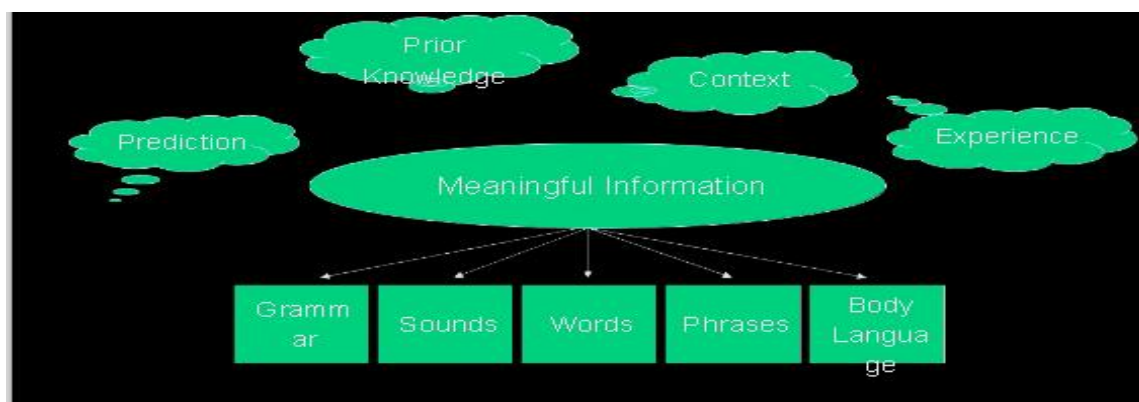 Prior
Knowledge
Context
Prediction
Experience
Meaningful Information
Gramm
ar
Sounds
Words
Phrases
Body
Langua
ge